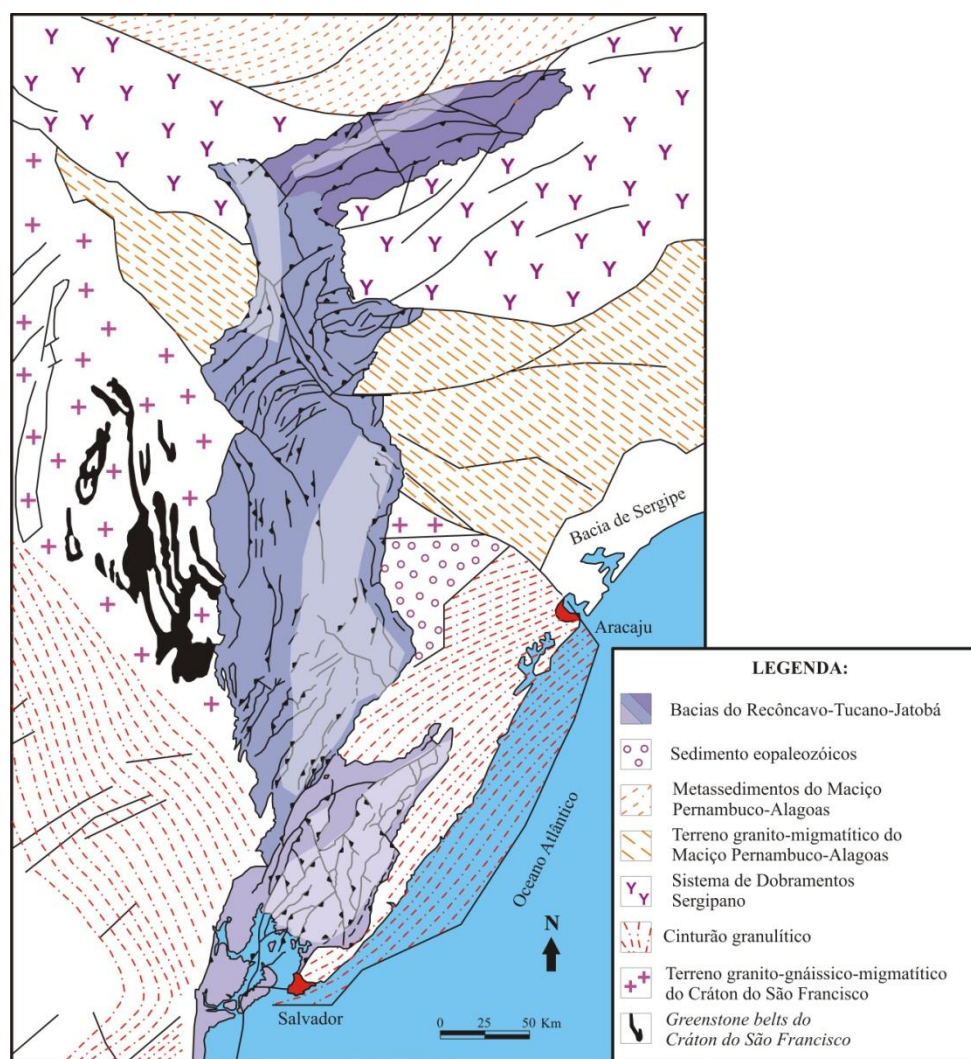 Bacia de Sergipe
Aracaju
Oceano Atlântico
N
Salvador
0 25 50 Km
LEGENDA:
Bacias do Recôncavo-Tucano-Jatobá
Sedimento eopaleozóicos
Metassedimentos do Maciço
Pernambuco-Alagoas
Terreno granito-migmatítico do
Maciço Pernambuco-Alagoas
Sistema de Dobramentos
Sergipano
Cinturão granulítico
Terreno granito-gnáissico-migmatítico
do Cráton do São Francisco
Greenstone belts do
Cráton do São Francisco